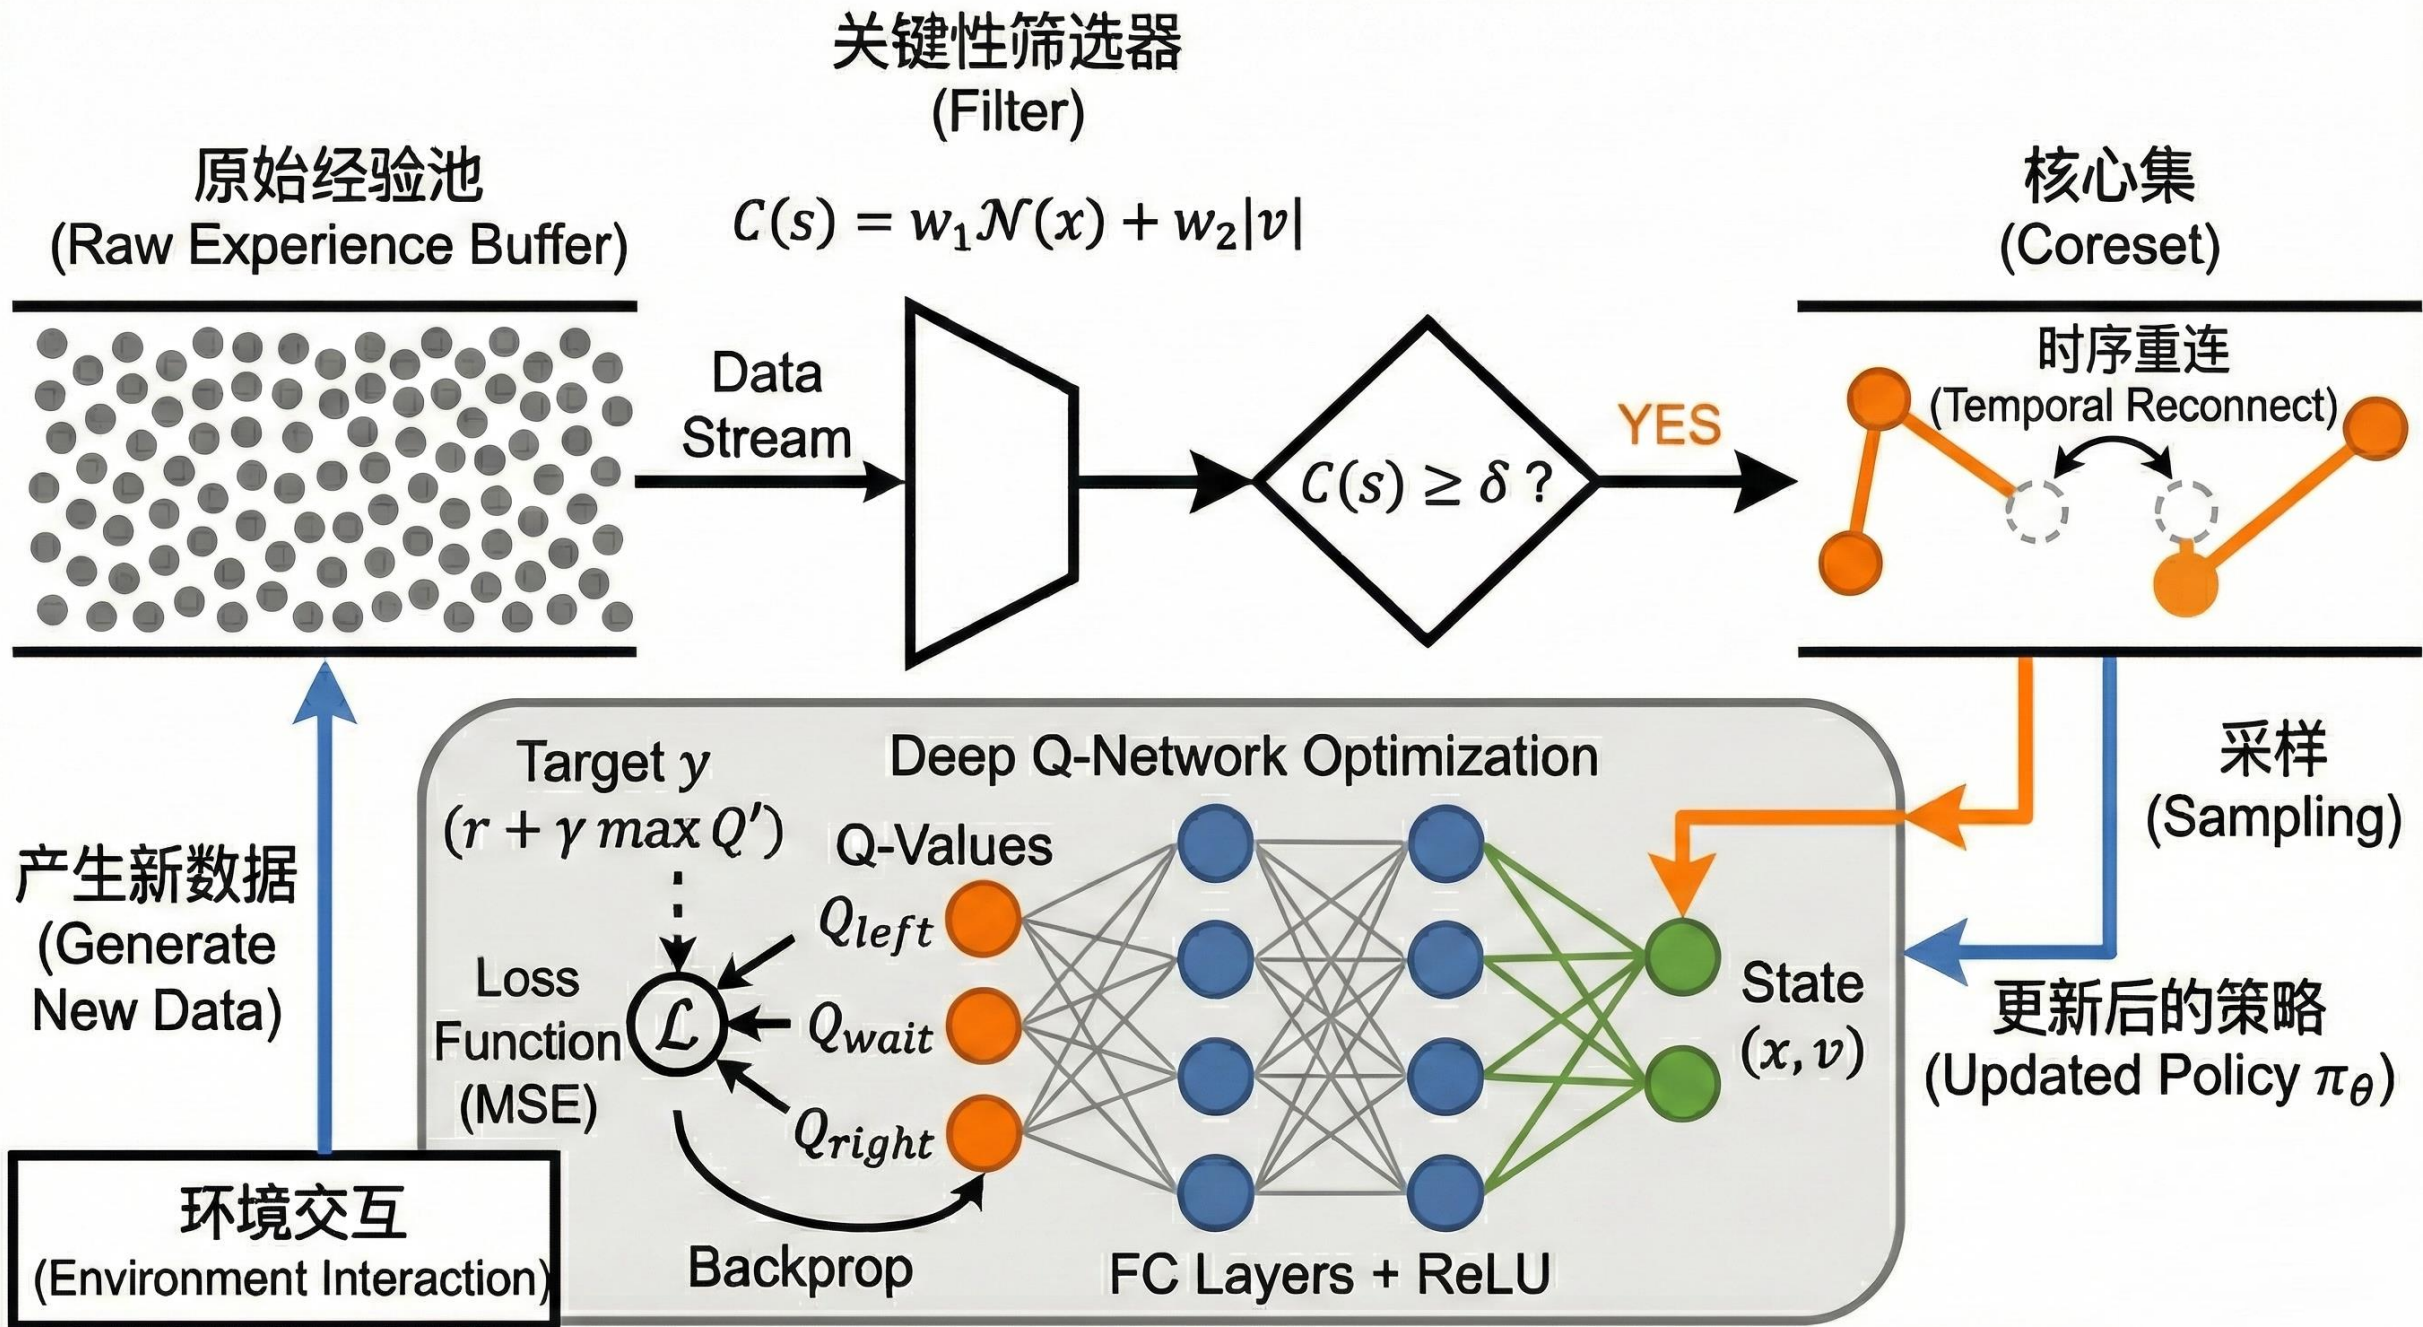 关键性筛选器
(Filter)
C(s) = w₁𝒩(x) + w₂|v|
原始经验池
(Raw Experience Buffer)
Data
Stream
C(s) ≥ δ ?
YES
核心集
(Coreset)
时序重连
(Temporal Reconnect)
采样
(Sampling)
更新后的策略
(Updated Policy π_θ)
Deep Q-Network Optimization
Target y
(r + γ max Q′)
Q-Values
Q_left
Q_wait
Q_right
Loss
Function
(MSE)
ℒ
Backprop
FC Layers + ReLU
State
(x, v)
产生新数据
(Generate
New Data)
环境交互
(Environment Interaction)